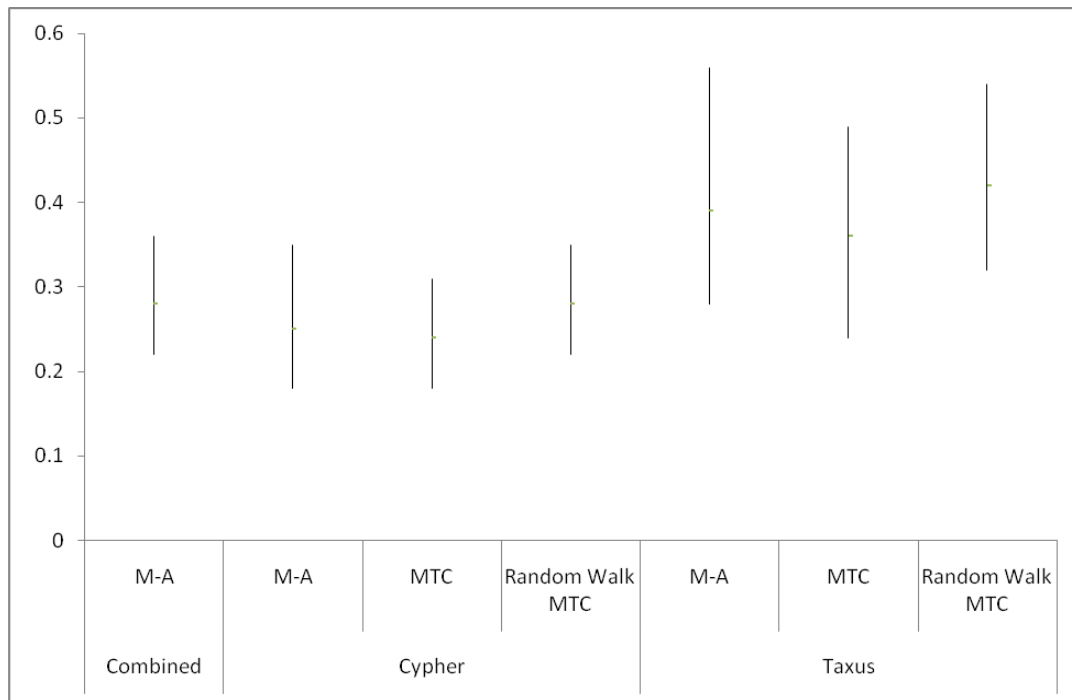 0.6
0.5
0.4
0.3
0.2
0.1
0
M-A
M-A
MTC
Random Walk
MTC
M-A
MTC
Random Walk
MTC
Combined
Cypher
Taxus